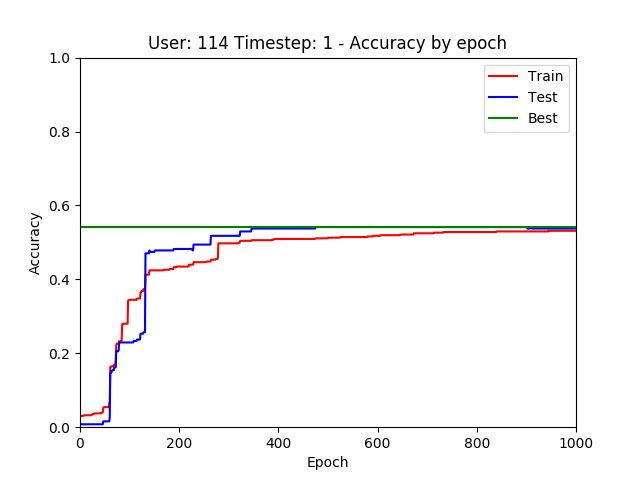 User: 114 Timestep: 1 - Accuracy by epoch
1.0
Train
Test
Best
0.8
0.6
Accuracy
0.4
0.2
0.0
0 200 400 600 800 1000
Epoch